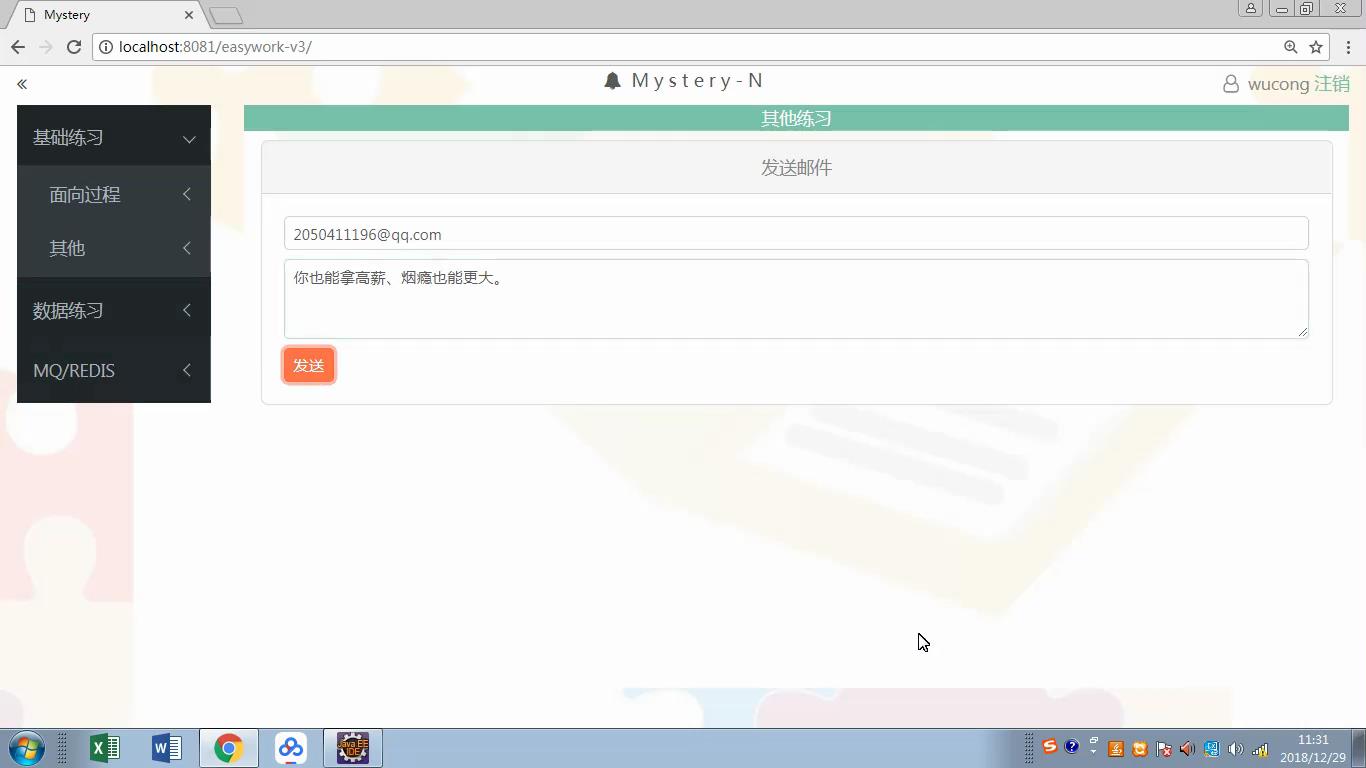 Mystery
localhost:8081/easywork-v3/
Mystery-N
wucong 注销
基础练习
面向过程
其他
数据练习
MQ/REDIS
其他练习
发送邮件
2050411196@qq.com
你也能拿高薪、烟瘾也能更大。
发送
Java EE
IDE
11:31
2018/12/29